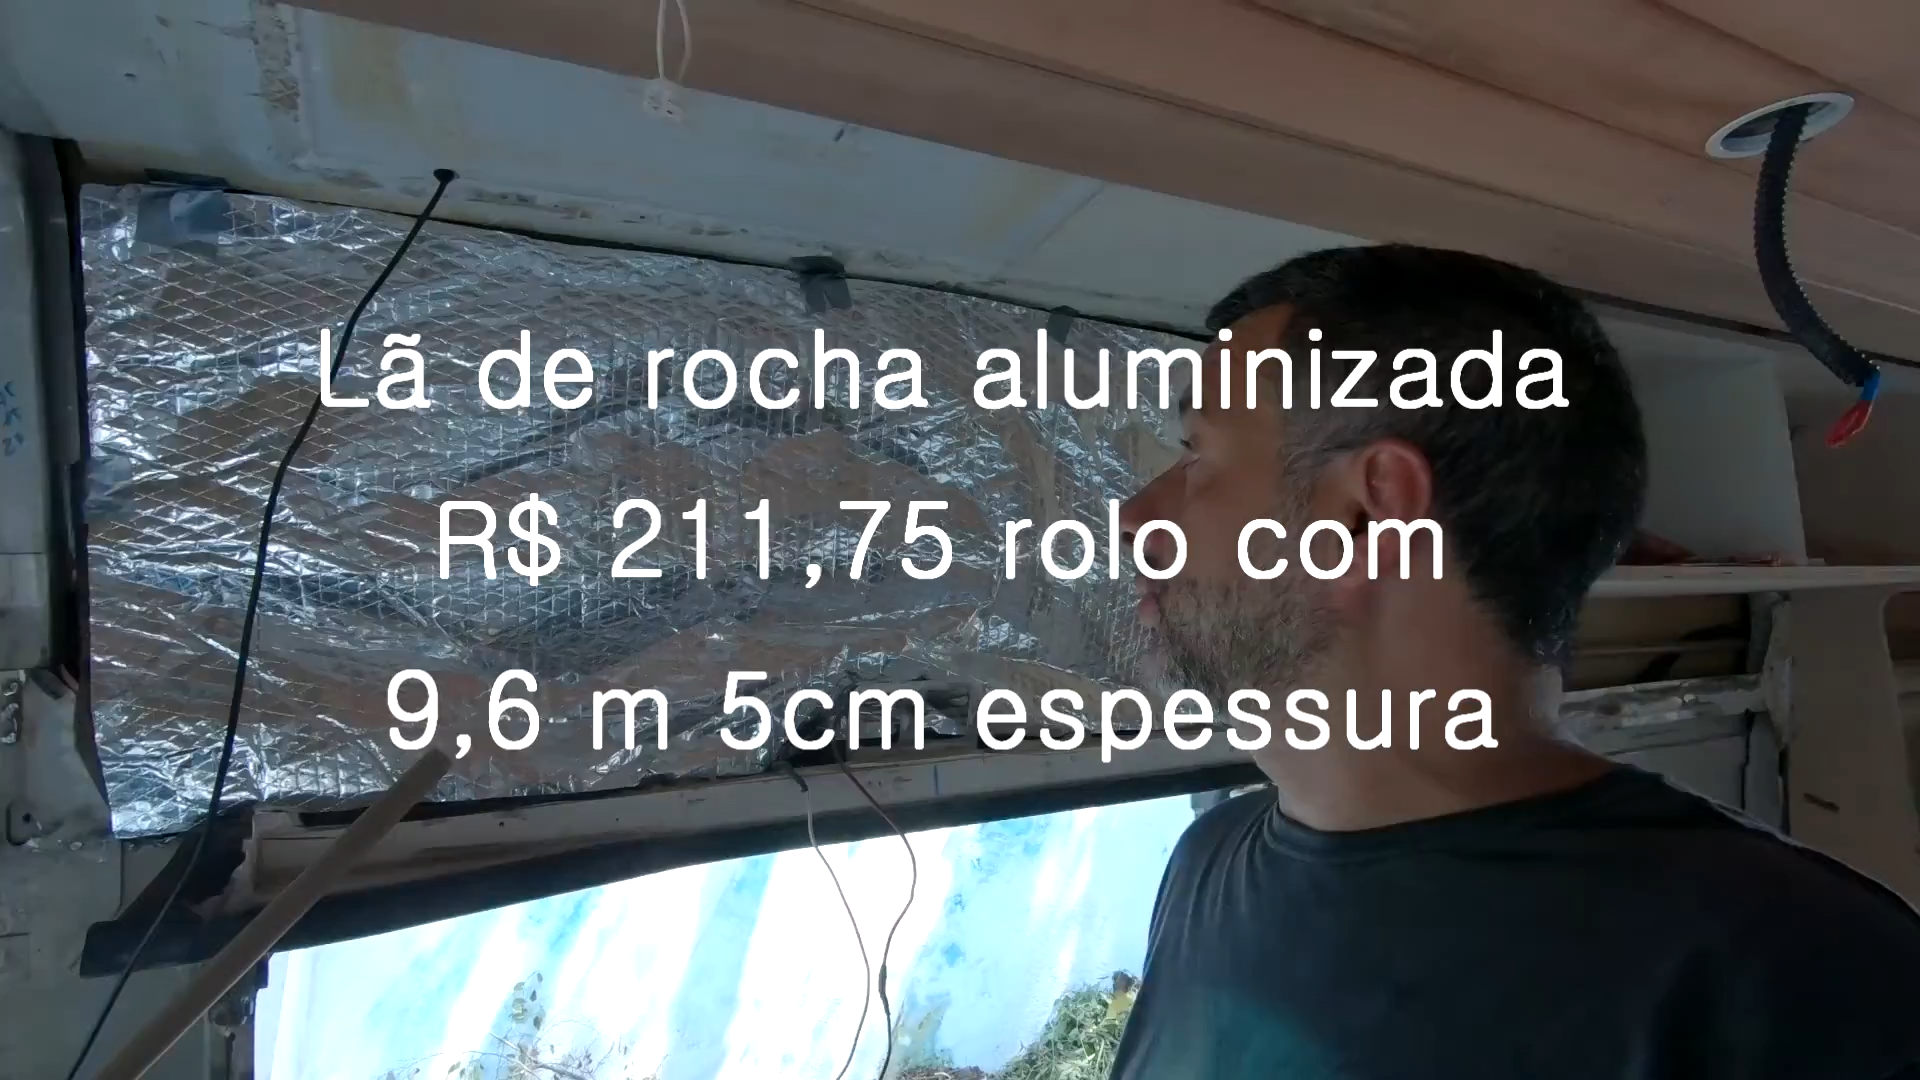 Lã de rocha aluminizada
R$ 211,75 rolo com
9,6 m 5cm espessura